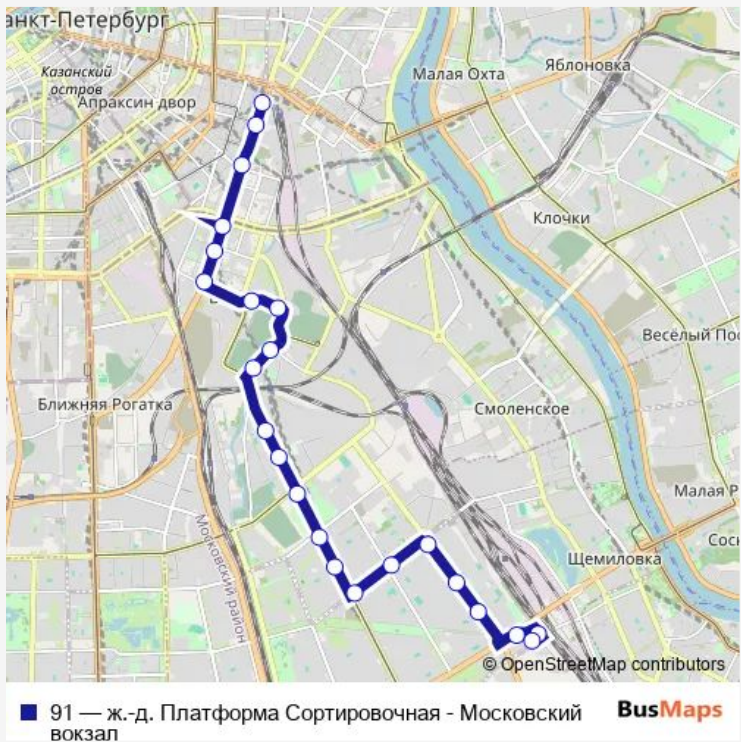 анкт-Петербург
Казанский
остров
Апраксин двор
Малая Охта
Яблоновка
Клочки
Весёлый Пос
Ближняя Рогатка
Смоленское
Малая Р
Московский район
Щемиловка
Сосн
© OpenStreetMap contributors
91 — ж.-д. Платформа Сортировочная - Московский
вокзал
BusMaps